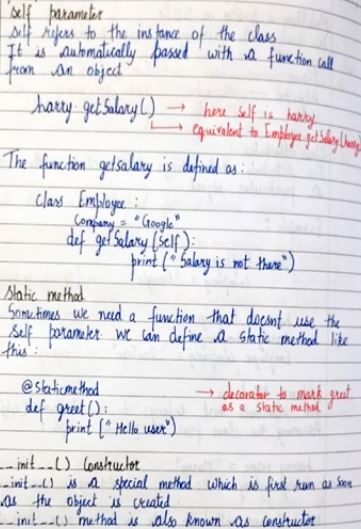 self parameter
self refers to the instance of the class
It is automatically passed with a function call
from an object
harry.getSalary() → here self is harry
→ equivalent to Employee.getSalary(harry)
The function getsalary is defined as:
class Employee:
company = "Google"
def getSalary(Self):
print ("Salary is not there")
Static method
Sometimes we need a function that doesnt use the
self parameter we can define a static method like
this:
@staticmethod → decorator to mark greet
def greet(): as a static method
print ("Hello user")
__init__() Constructor
__init__() is a special method which is first run as soon
as the object is created.
__init__() method is also known as constructor